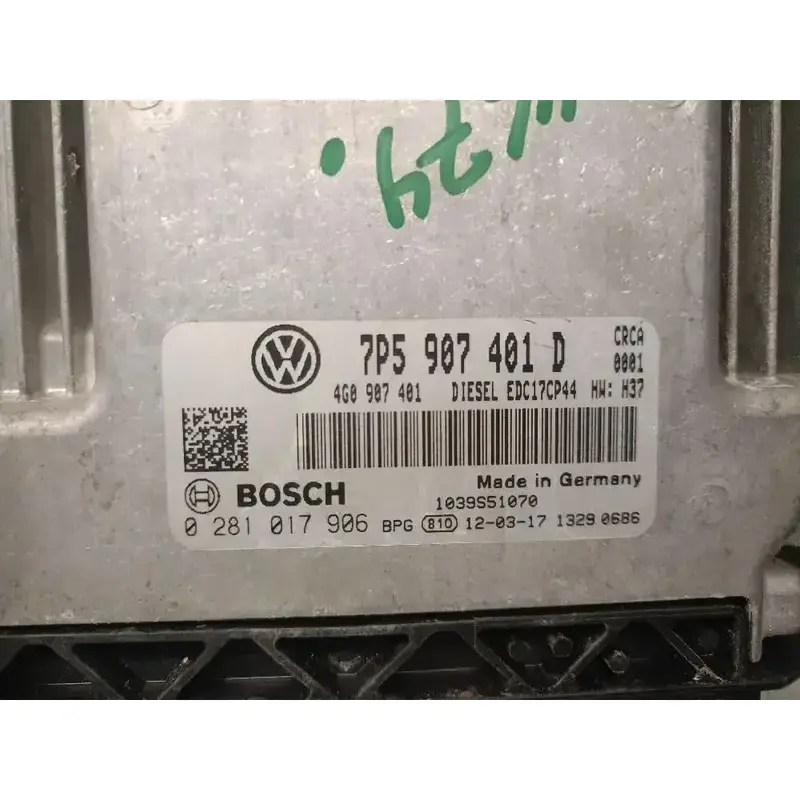 7P5 907 401 D CRCA
0001
4G0 907 401 DIESEL EDC17CP44 HW: H37
Made in Germany
BOSCH 1039S51070
0 281 017 906 BPG 810 12-03-17 1329 0686